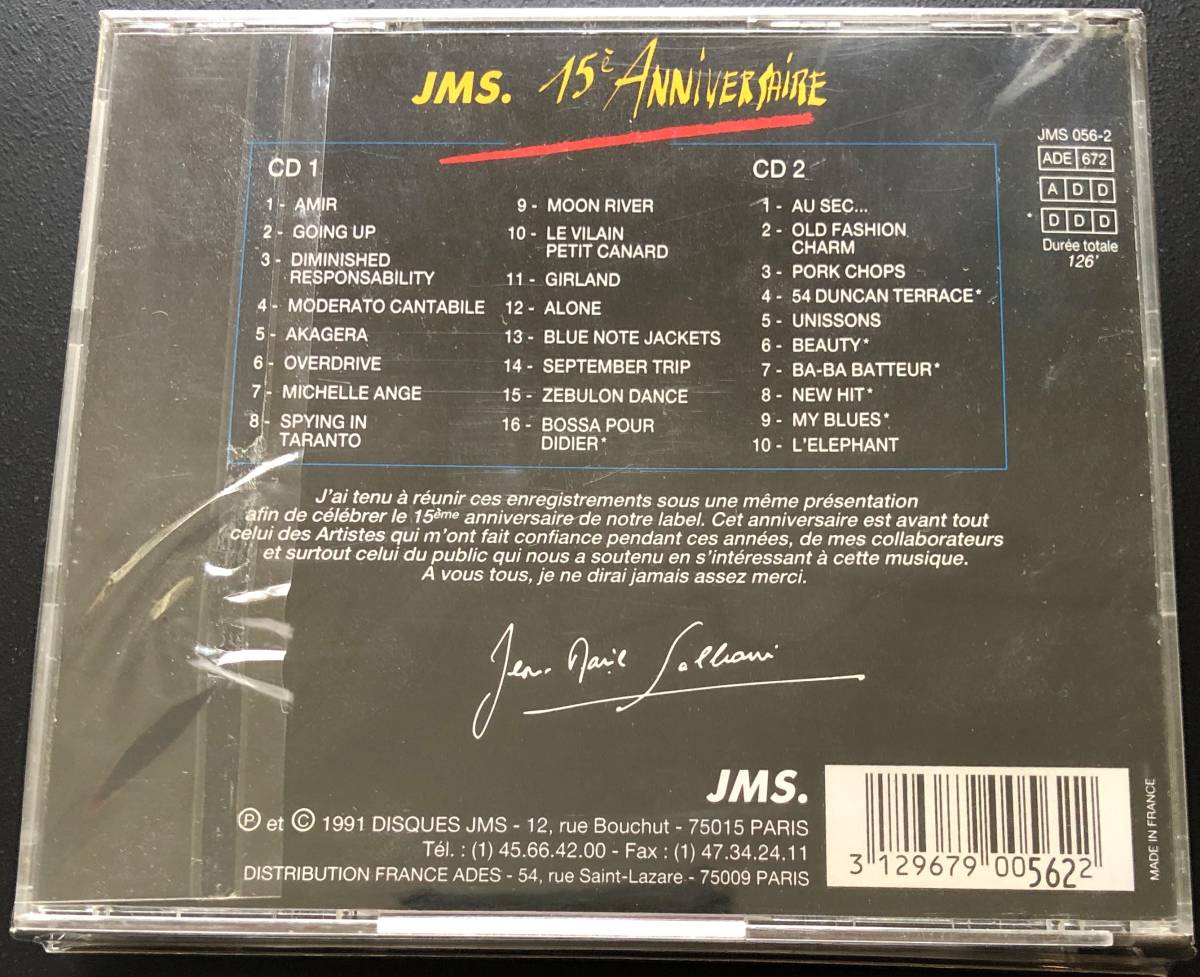 JMS. 15è ANNIVERSAIRE
CD 1
1 - AMIR
2 - GOING UP
3 - DIMINISHED
RESPONSABILITY
4 - MODERATO CANTABILE
5 - AKAGERA
6 - OVERDRIVE
7 - MICHELLE ANGE
8 - SPYING IN
TARANTO
9 - MOON RIVER
10 - LE VILAIN
PETIT CANARD
11 - GIRLAND
12 - ALONE
13 - BLUE NOTE JACKETS
14 - SEPTEMBER TRIP
15 - ZEBULON DANCE
16 - BOSSA POUR
DIDIER*
CD 2
1 - AU SEC...
2 - OLD FASHION
CHARM
3 - PORK CHOPS
4 - 54 DUNCAN TERRACE*
5 - UNISSONS
6 - BEAUTY*
7 - BA-BA BATTEUR*
8 - NEW HIT*
9 - MY BLUES*
10 - L'ELEPHANT
JMS 056-2
ADE 672
A D D
* D D D
Durée totale
126'
J'ai tenu à réunir ces enregistrements sous une même présentation
afin de célébrer le 15ème anniversaire de notre label. Cet anniversaire est avant tout
celui des Artistes qui m'ont fait confiance pendant ces années, de mes collaborateurs
et surtout celui du public qui nous a soutenu en s'intéressant à cette musique.
A vous tous, je ne dirai jamais assez merci.
Jean-Marie Salhani
JMS.
℗ et © 1991 DISQUES JMS - 12, rue Bouchut - 75015 PARIS
Tél. : (1) 45.66.42.00 - Fax : (1) 47.34.24.11
DISTRIBUTION FRANCE ADES - 54, rue Saint-Lazare - 75009 PARIS
3 129679 005622
MADE IN FRANCE